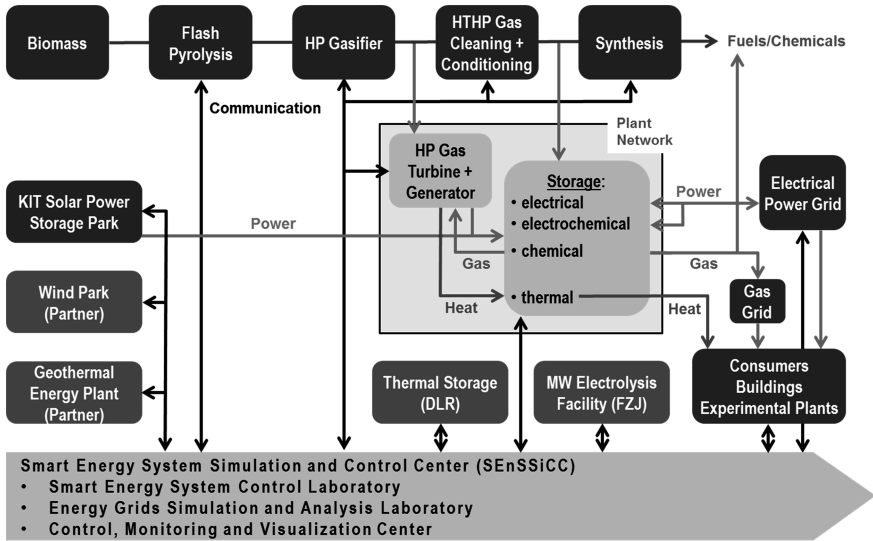 Biomass
Flash
Pyrolysis
HP Gasifier
HTHP Gas
Cleaning +
Conditioning
Synthesis
Fuels/Chemicals
Communication
Plant
Network
HP Gas
Turbine +
Generator
Storage:
• electrical
• electrochemical
• chemical
• thermal
Power
Electrical
Power Grid
KIT Solar Power
Storage Park
Power
Gas
Gas
Heat
Heat
Gas
Grid
Wind Park
(Partner)
Geothermal
Energy Plant
(Partner)
Thermal Storage
(DLR)
MW Electrolysis
Facility (FZJ)
Consumers
Buildings
Experimental Plants
Smart Energy System Simulation and Control Center (SEnSSiCC)
• Smart Energy System Control Laboratory
• Energy Grids Simulation and Analysis Laboratory
• Control, Monitoring and Visualization Center